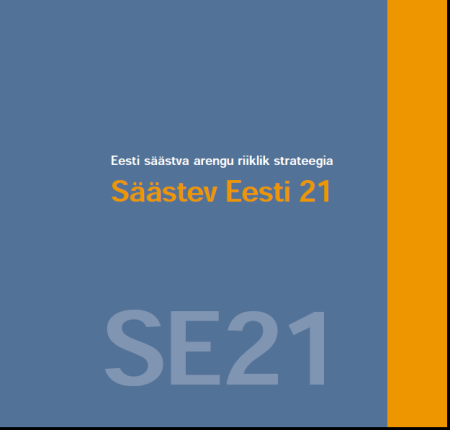 Eesti säästva arengu riiklik strateegia
Säästev Eesti 21
SE21